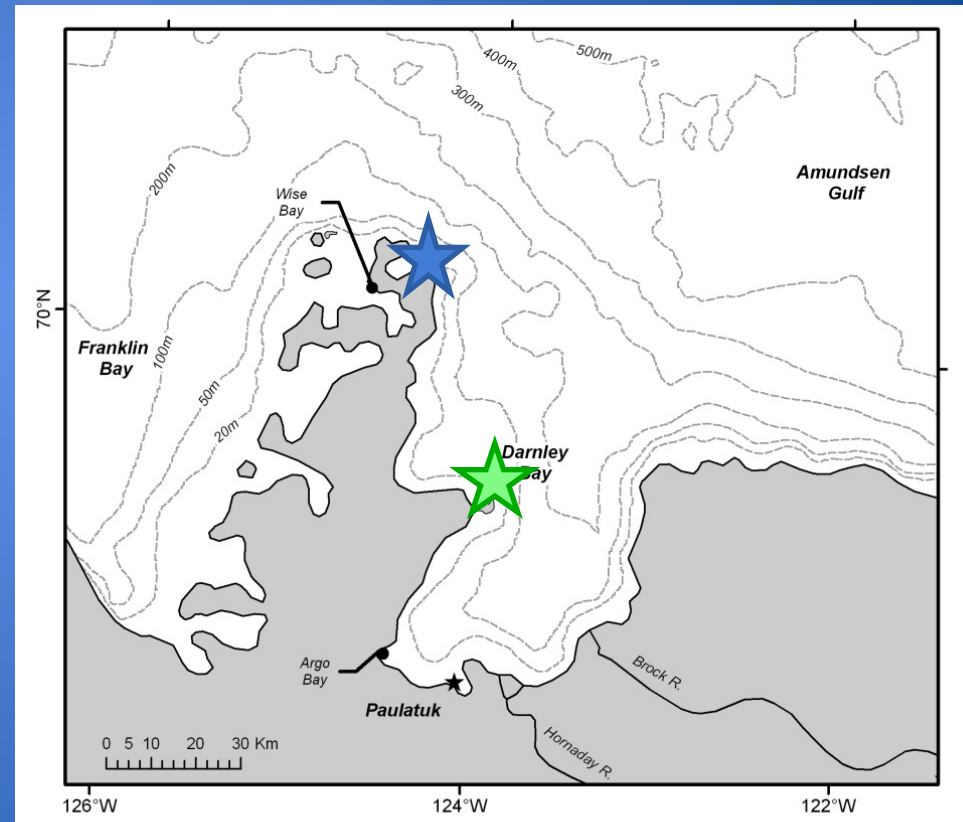 500m
400m
300m
200m
Amundsen
Gulf
Wise
Bay
70°N
Franklin
Bay
100m
50m
20m
Darnley
Bay
Argo
Bay
Brock R.
Paulatuk
Hornaday R.
0 5 10 20 30 Km
126°W 124°W 122°W